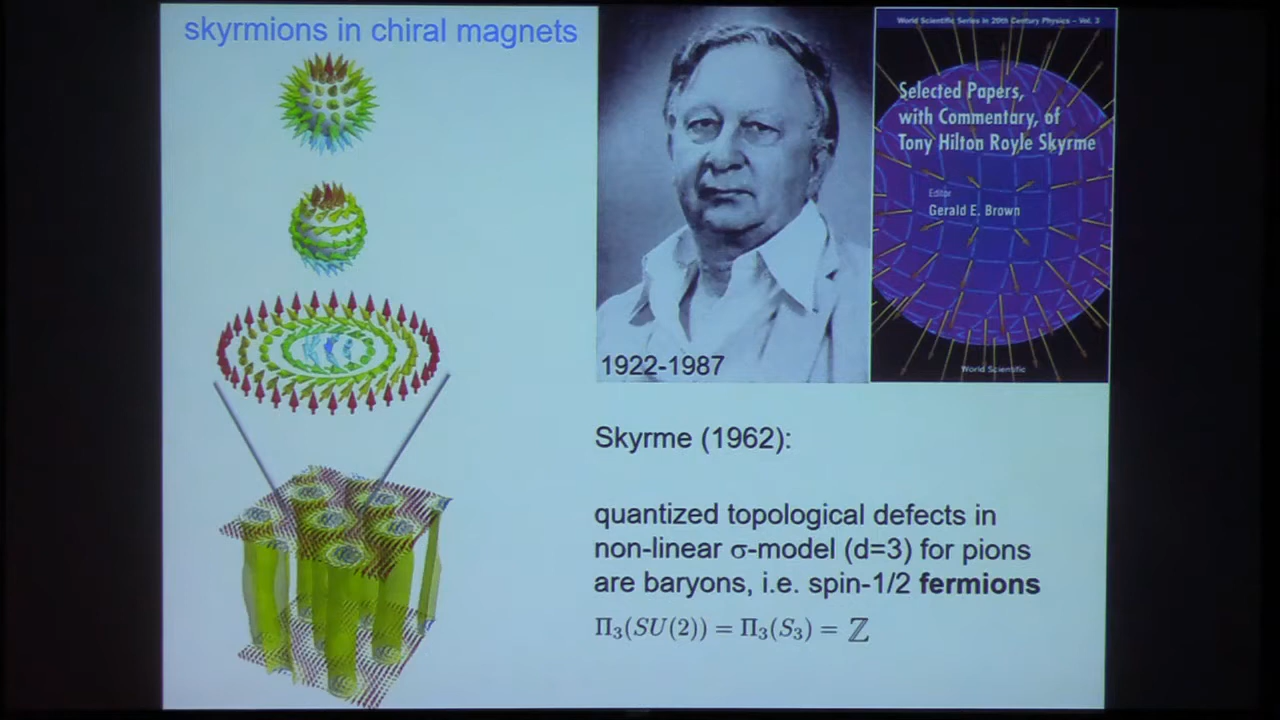 skyrmions in chiral magnets
World Scientific Series in 20th Century Physics – Vol. 3
Selected Papers,
with Commentary, of
Tony Hilton Royle Skyrme
Editor
Gerald E. Brown
World Scientific
1922-1987
Skyrme (1962):
quantized topological defects in
non-linear σ-model (d=3) for pions
are baryons, i.e. spin-1/2 fermions
Π₃(SU(2)) = Π₃(S₃) = ℤ